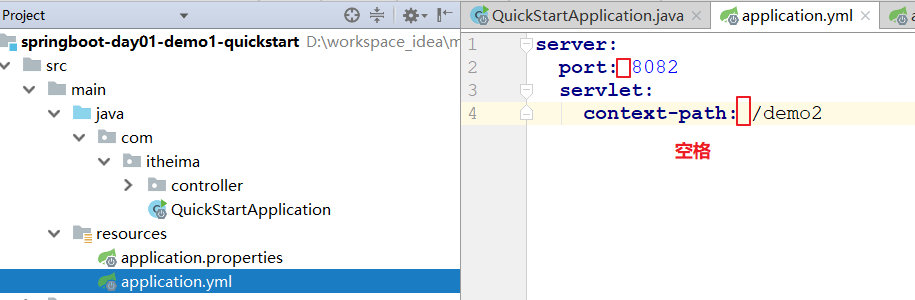 Project
springboot-day01-demo1-quickstart D:\workspace_idea\m
src
main
java
com
itheima
controller
QuickStartApplication
resources
application.properties
application.yml
QuickStartApplication.java
application.yml
1 server:
2 port: 8082
3 servlet:
4 context-path: /demo2
空格